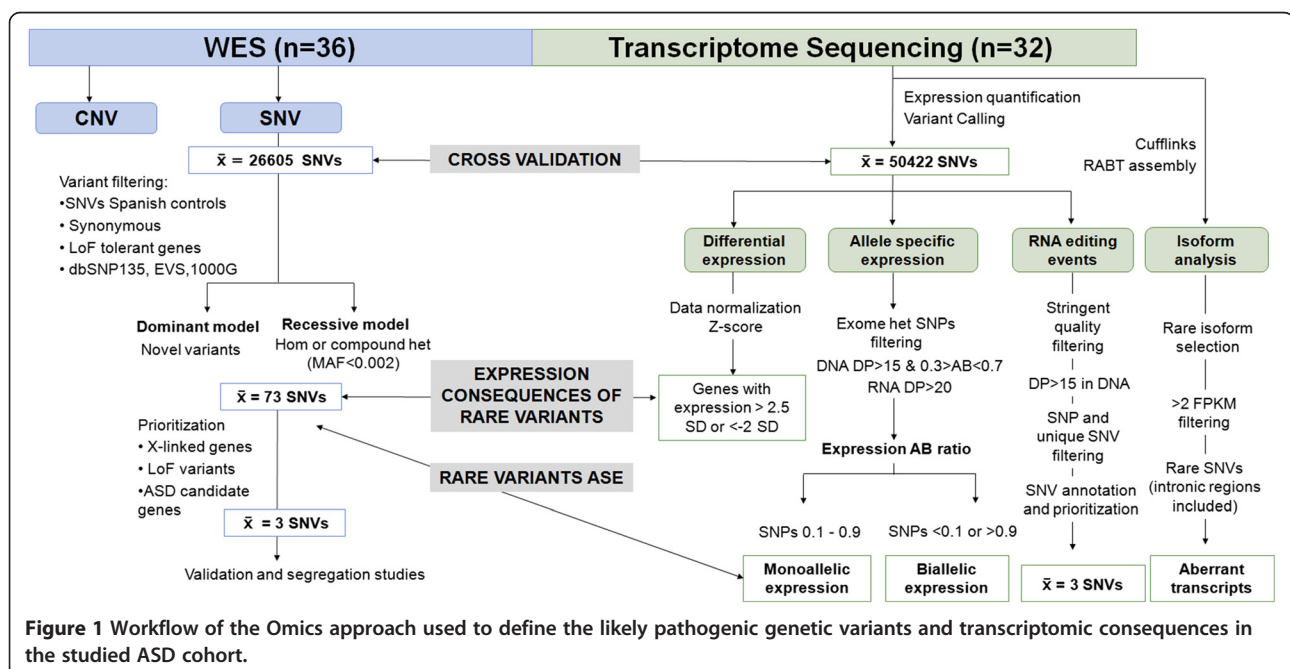 WES (n=36)
Transcriptome Sequencing (n=32)
CNV
SNV
x̄ = 26605 SNVs
CROSS VALIDATION
Expression quantification
Variant Calling
x̄ = 50422 SNVs
Cufflinks
RABT assembly
Variant filtering:
•SNVs Spanish controls
• Synonymous
• LoF tolerant genes
• dbSNP135, EVS,1000G
Dominant model
Novel variants
Recessive model
Hom or compound het
(MAF<0.002)
x̄ = 73 SNVs
EXPRESSION
CONSEQUENCES OF
RARE VARIANTS
Prioritization
• X-linked genes
• LoF variants
•ASD candidate
genes
RARE VARIANTS ASE
x̄ = 3 SNVs
Validation and segregation studies
Differential
expression
Data normalization
Z-score
Genes with
expression > 2.5
SD or <-2 SD
Allele specific
expression
Exome het SNPs
filtering
DNA DP>15 & 0.3>AB<0.7
RNA DP>20
Expression AB ratio
SNPs 0.1 - 0.9
SNPs <0.1 or >0.9
Monoallelic
expression
Biallelic
expression
RNA editing
events
Stringent
quality
filtering
DP>15 in DNA
SNP and
unique SNV
filtering
SNV annotation
and prioritization
x̄ = 3 SNVs
Isoform
analysis
Rare isoform
selection
>2 FPKM
filtering
Rare SNVs
(intronic regions
included)
Aberrant
transcripts
Figure 1 Workflow of the Omics approach used to define the likely pathogenic genetic variants and transcriptomic consequences in
the studied ASD cohort.